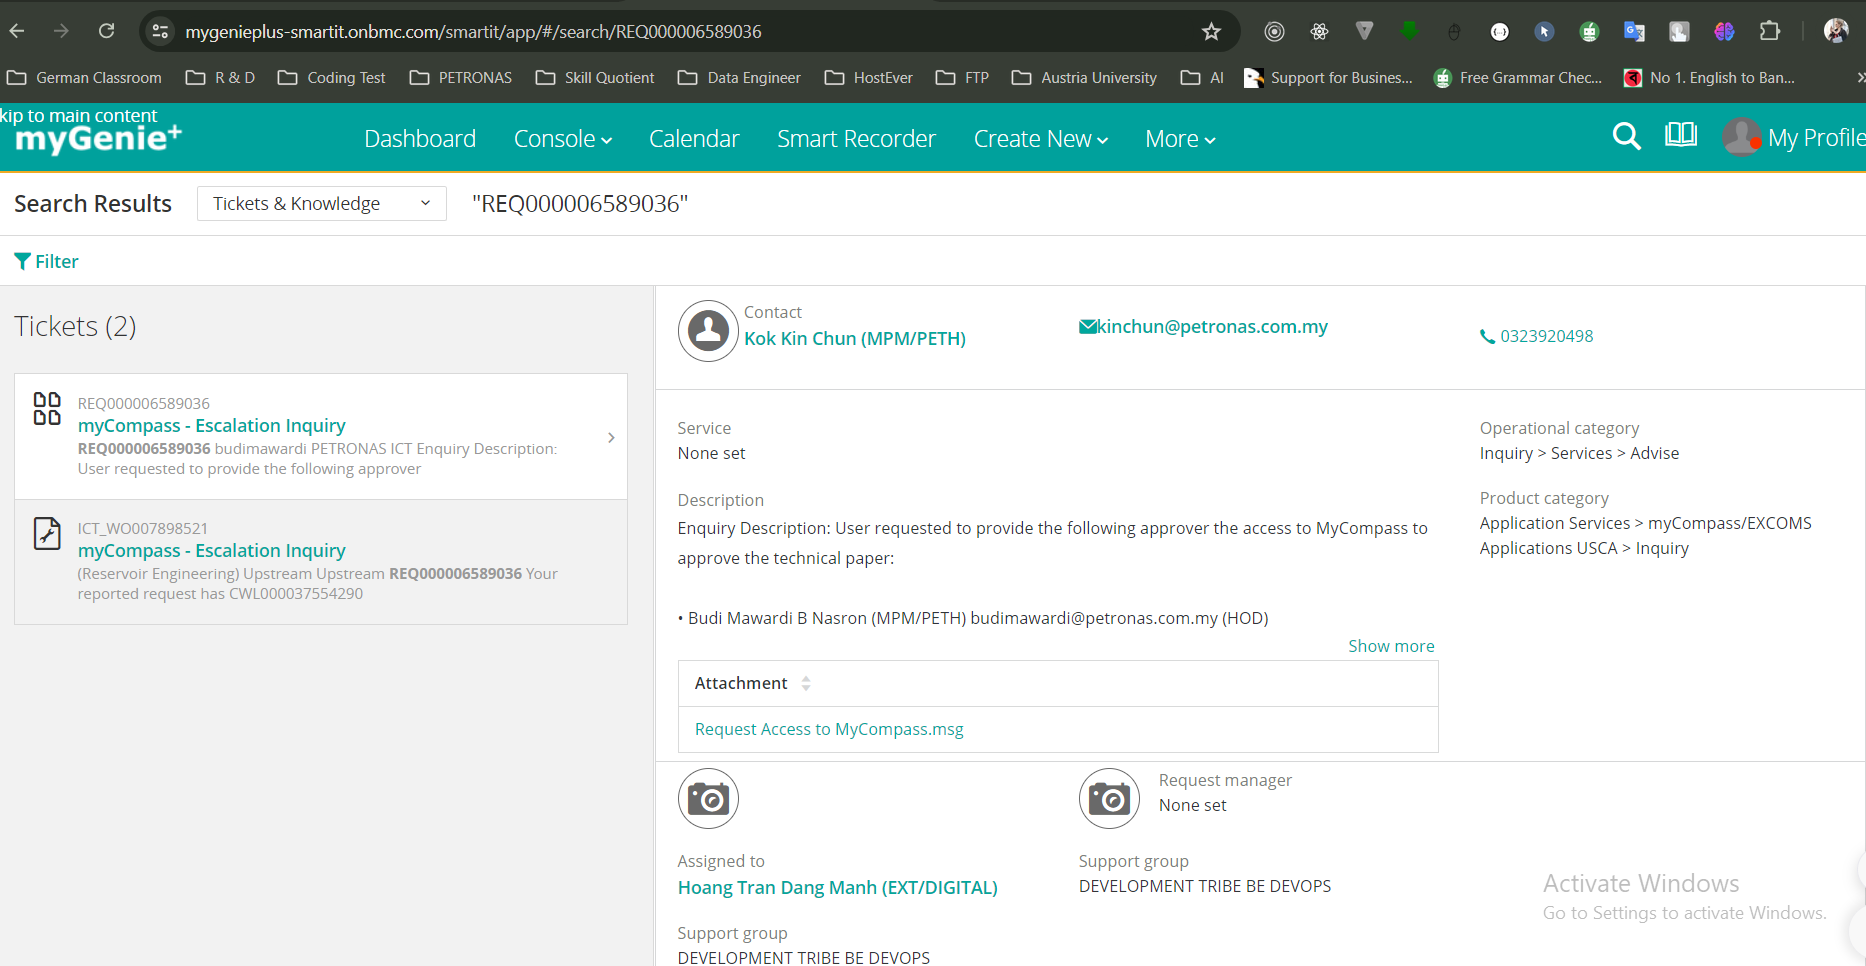 mygenieplus-smartit.onbmc.com/smartit/app/#/search/REQ000006589036
German Classroom R & D Coding Test PETRONAS Skill Quotient Data Engineer HostEver FTP Austria University AI Support for Busines... Free Grammar Chec... No 1. English to Ban... »
kip to main content
myGenie+ Dashboard Console Calendar Smart Recorder Create New More My Profile
Search Results Tickets & Knowledge "REQ000006589036"
Filter
Tickets (2)
REQ000006589036
myCompass - Escalation Inquiry
REQ000006589036 budimawardi PETRONAS ICT Enquiry Description:
User requested to provide the following approver
ICT_WO007898521
myCompass - Escalation Inquiry
(Reservoir Engineering) Upstream Upstream REQ000006589036 Your
reported request has CWL000037554290
Contact
Kok Kin Chun (MPM/PETH)
kinchun@petronas.com.my
0323920498
Service
None set
Description
Enquiry Description: User requested to provide the following approver the access to MyCompass to
approve the technical paper:
• Budi Mawardi B Nasron (MPM/PETH) budimawardi@petronas.com.my (HOD)
Show more
Operational category
Inquiry > Services > Advise
Product category
Application Services > myCompass/EXCOMS
Applications USCA > Inquiry
Attachment
Request Access to MyCompass.msg
Request manager
None set
Assigned to
Hoang Tran Dang Manh (EXT/DIGITAL)
Support group
DEVELOPMENT TRIBE BE DEVOPS
Support group
DEVELOPMENT TRIBE BE DEVOPS
Activate Windows
Go to Settings to activate Windows.